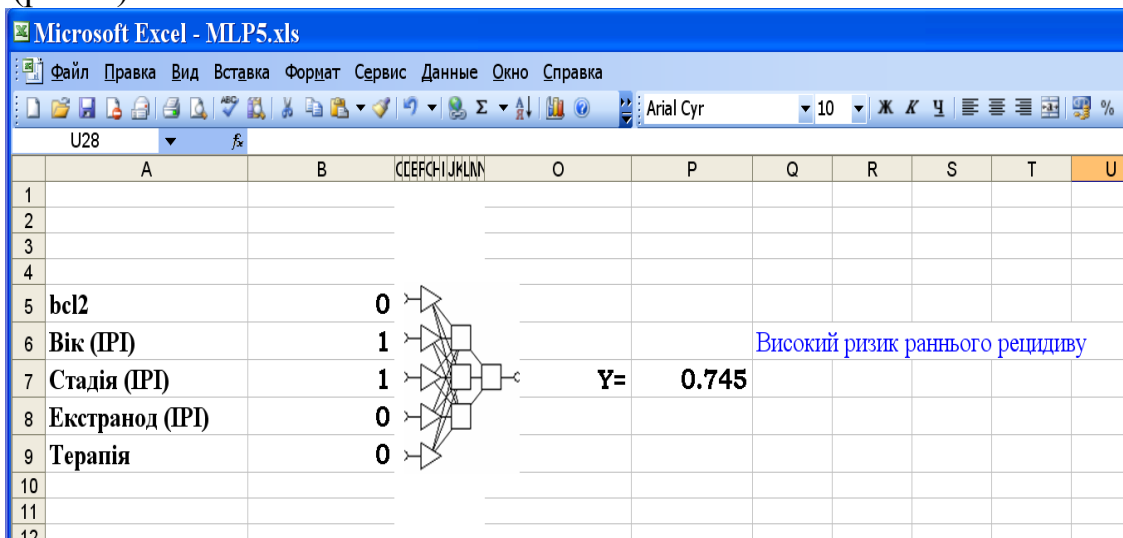 Microsoft Excel - MLP5.xls
Файл Правка Вид Вставка Формат Сервис Данные Окно Справка
Arial Cyr 10 Ж К Ч %
U28 fx
A B O P Q R S T U
1
2
3
4
5 bcl2 0
6 Вік (IPI) 1 Високий ризик раннього рецидиву
7 Стадія (IPI) 1 Y= 0.745
8 Екстранод (IPI) 0
9 Терапія 0
10
11
12